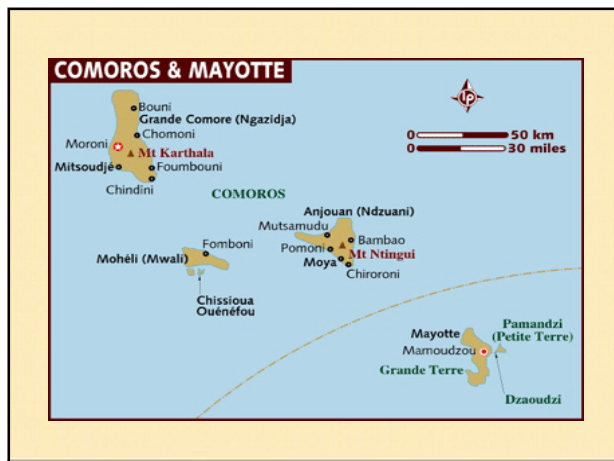 COMOROS & MAYOTTE
Bouni
Grande Comore (Ngazidja)
Chomoni
Moroni
Mt Karthala
Mitsoudjé
Foumbouni
Chindini
COMOROS
LP
0 50 km
0 30 miles
Anjouan (Ndzuani)
Mutsamudu
Bambao
Pomoni
Mt Ntingui
Moya
Chiroroni
Fomboni
Mohéli (Mwali)
Chissioua
Ouénéfou
Mayotte
Pamandzi
(Petite Terre)
Mamoudzou
Grande Terre
Dzaoudzi